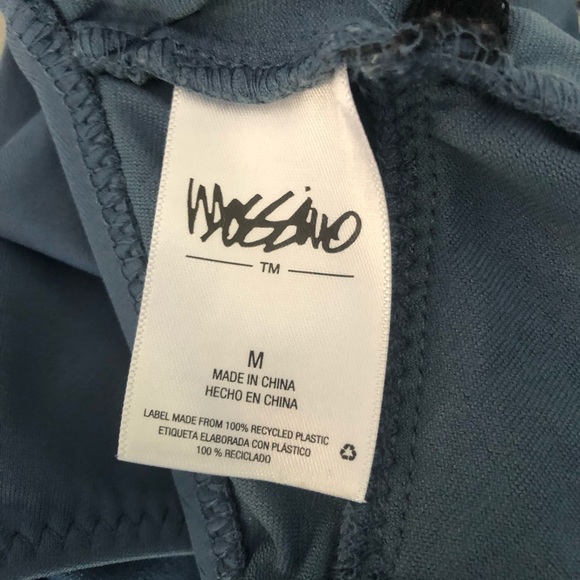 Mossimo
TM
M
MADE IN CHINA
HECHO EN CHINA
LABEL MADE FROM 100% RECYCLED PLASTIC
ETIQUETA ELABORADA CON PLÁSTICO
100 % RECICLADO